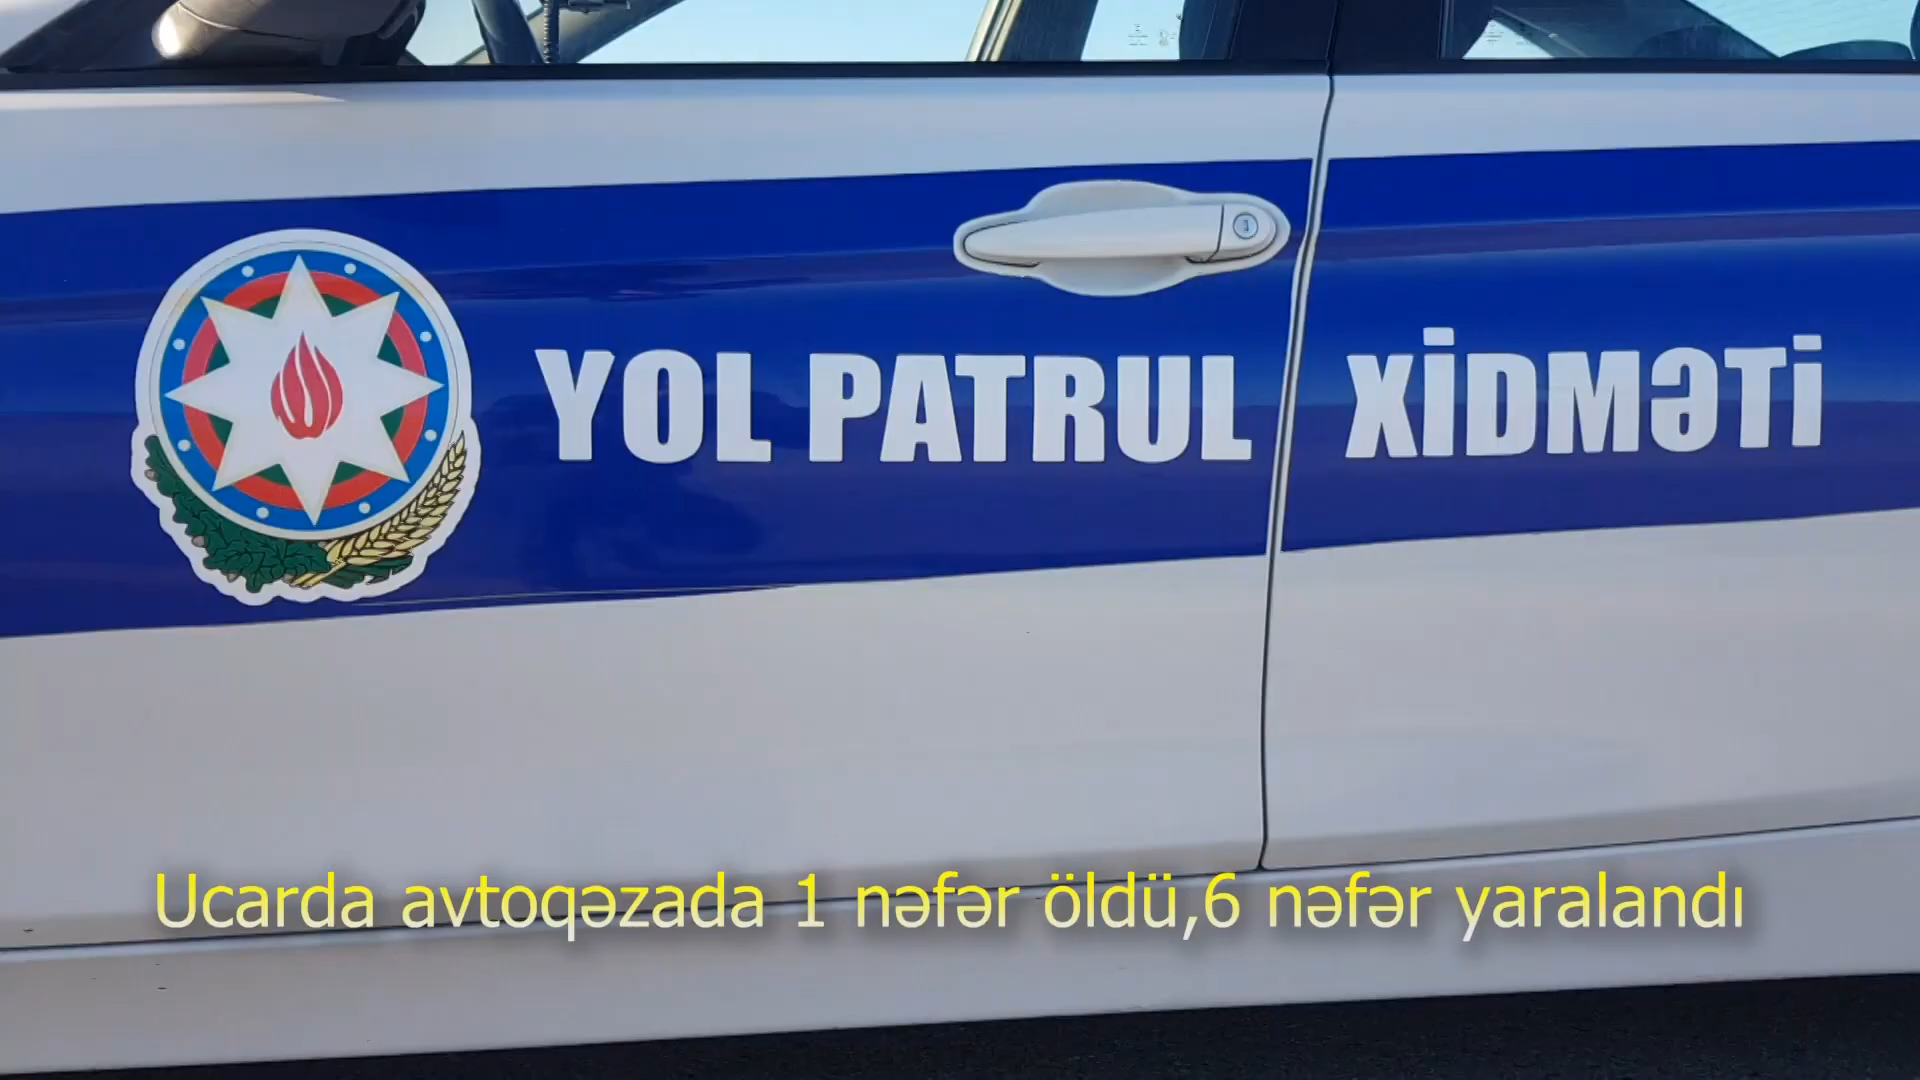 YOL PATRUL XİDMƏTİ
Ucarda avtoqəzada 1 nəfər öldü,6 nəfər yaralandı